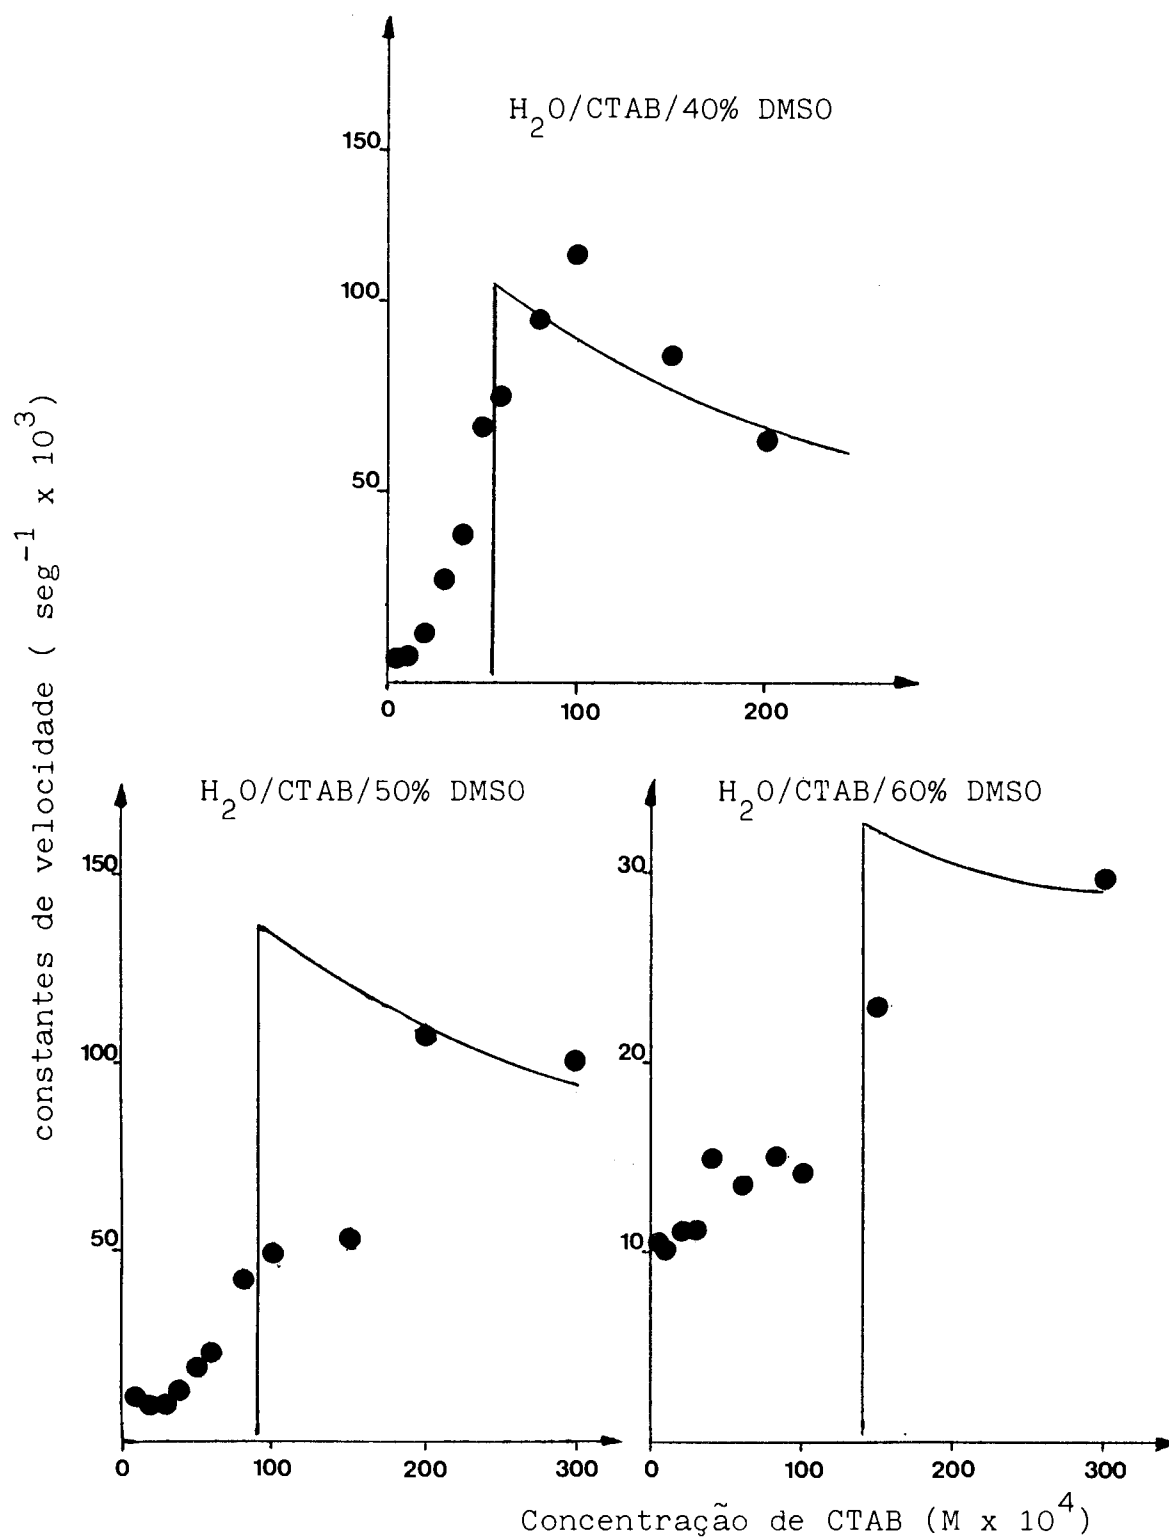 H2O/CTAB/40% DMSO
150
100
50
0 100 200
constantes de velocidade ( seg-1 x 103)
H2O/CTAB/50% DMSO
150
100
50
0 100 200 300
H2O/CTAB/60% DMSO
30
20
10
0 100 200 300
Concentração de CTAB (M x 104)